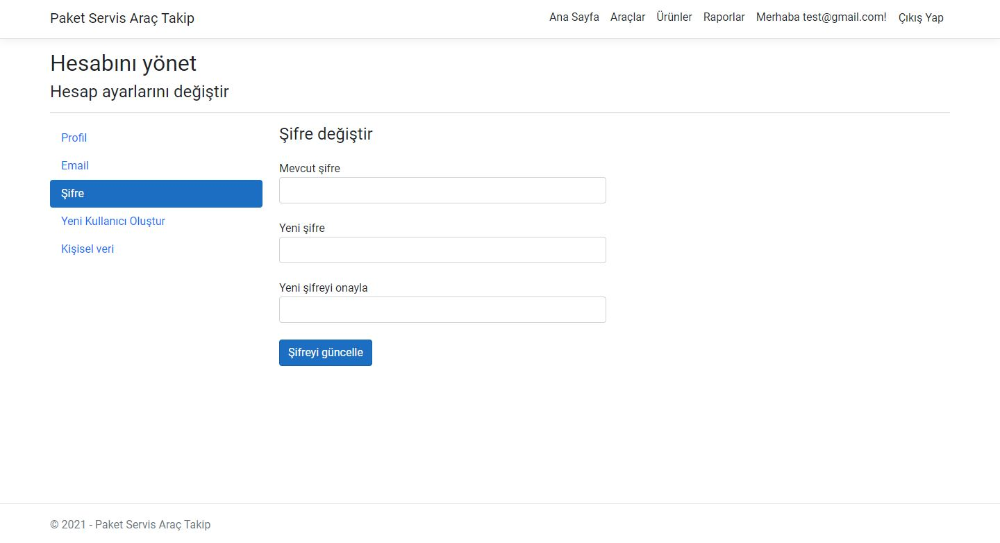 Paket Servis Araç Takip
Ana Sayfa Araçlar Ürünler Raporlar Merhaba test@gmail.com! Çıkış Yap
Hesabını yönet
Hesap ayarlarını değiştir
Profil
Email
Şifre
Yeni Kullanıcı Oluştur
Kişisel veri
Şifre değiştir
Mevcut şifre
Yeni şifre
Yeni şifreyi onayla
Şifreyi güncelle
© 2021 - Paket Servis Araç Takip